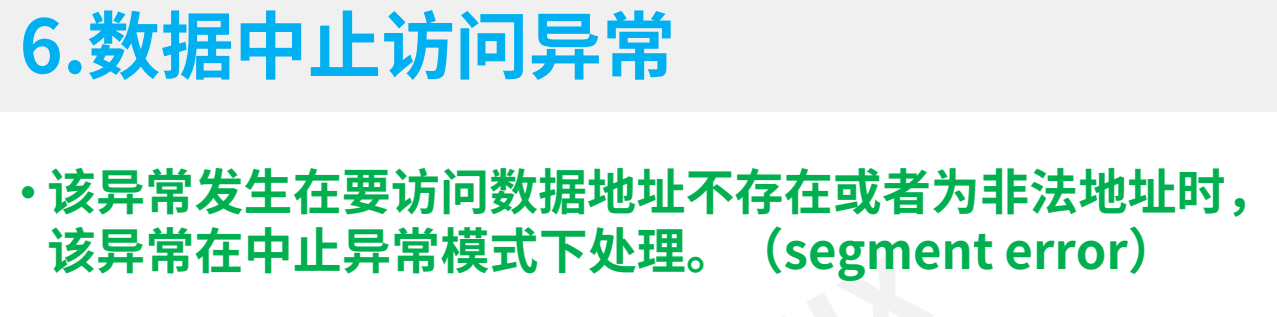 6.数据中止访问异常
• 该异常发生在要访问数据地址不存在或者为非法地址时，
该异常在中止异常模式下处理。（segment error）